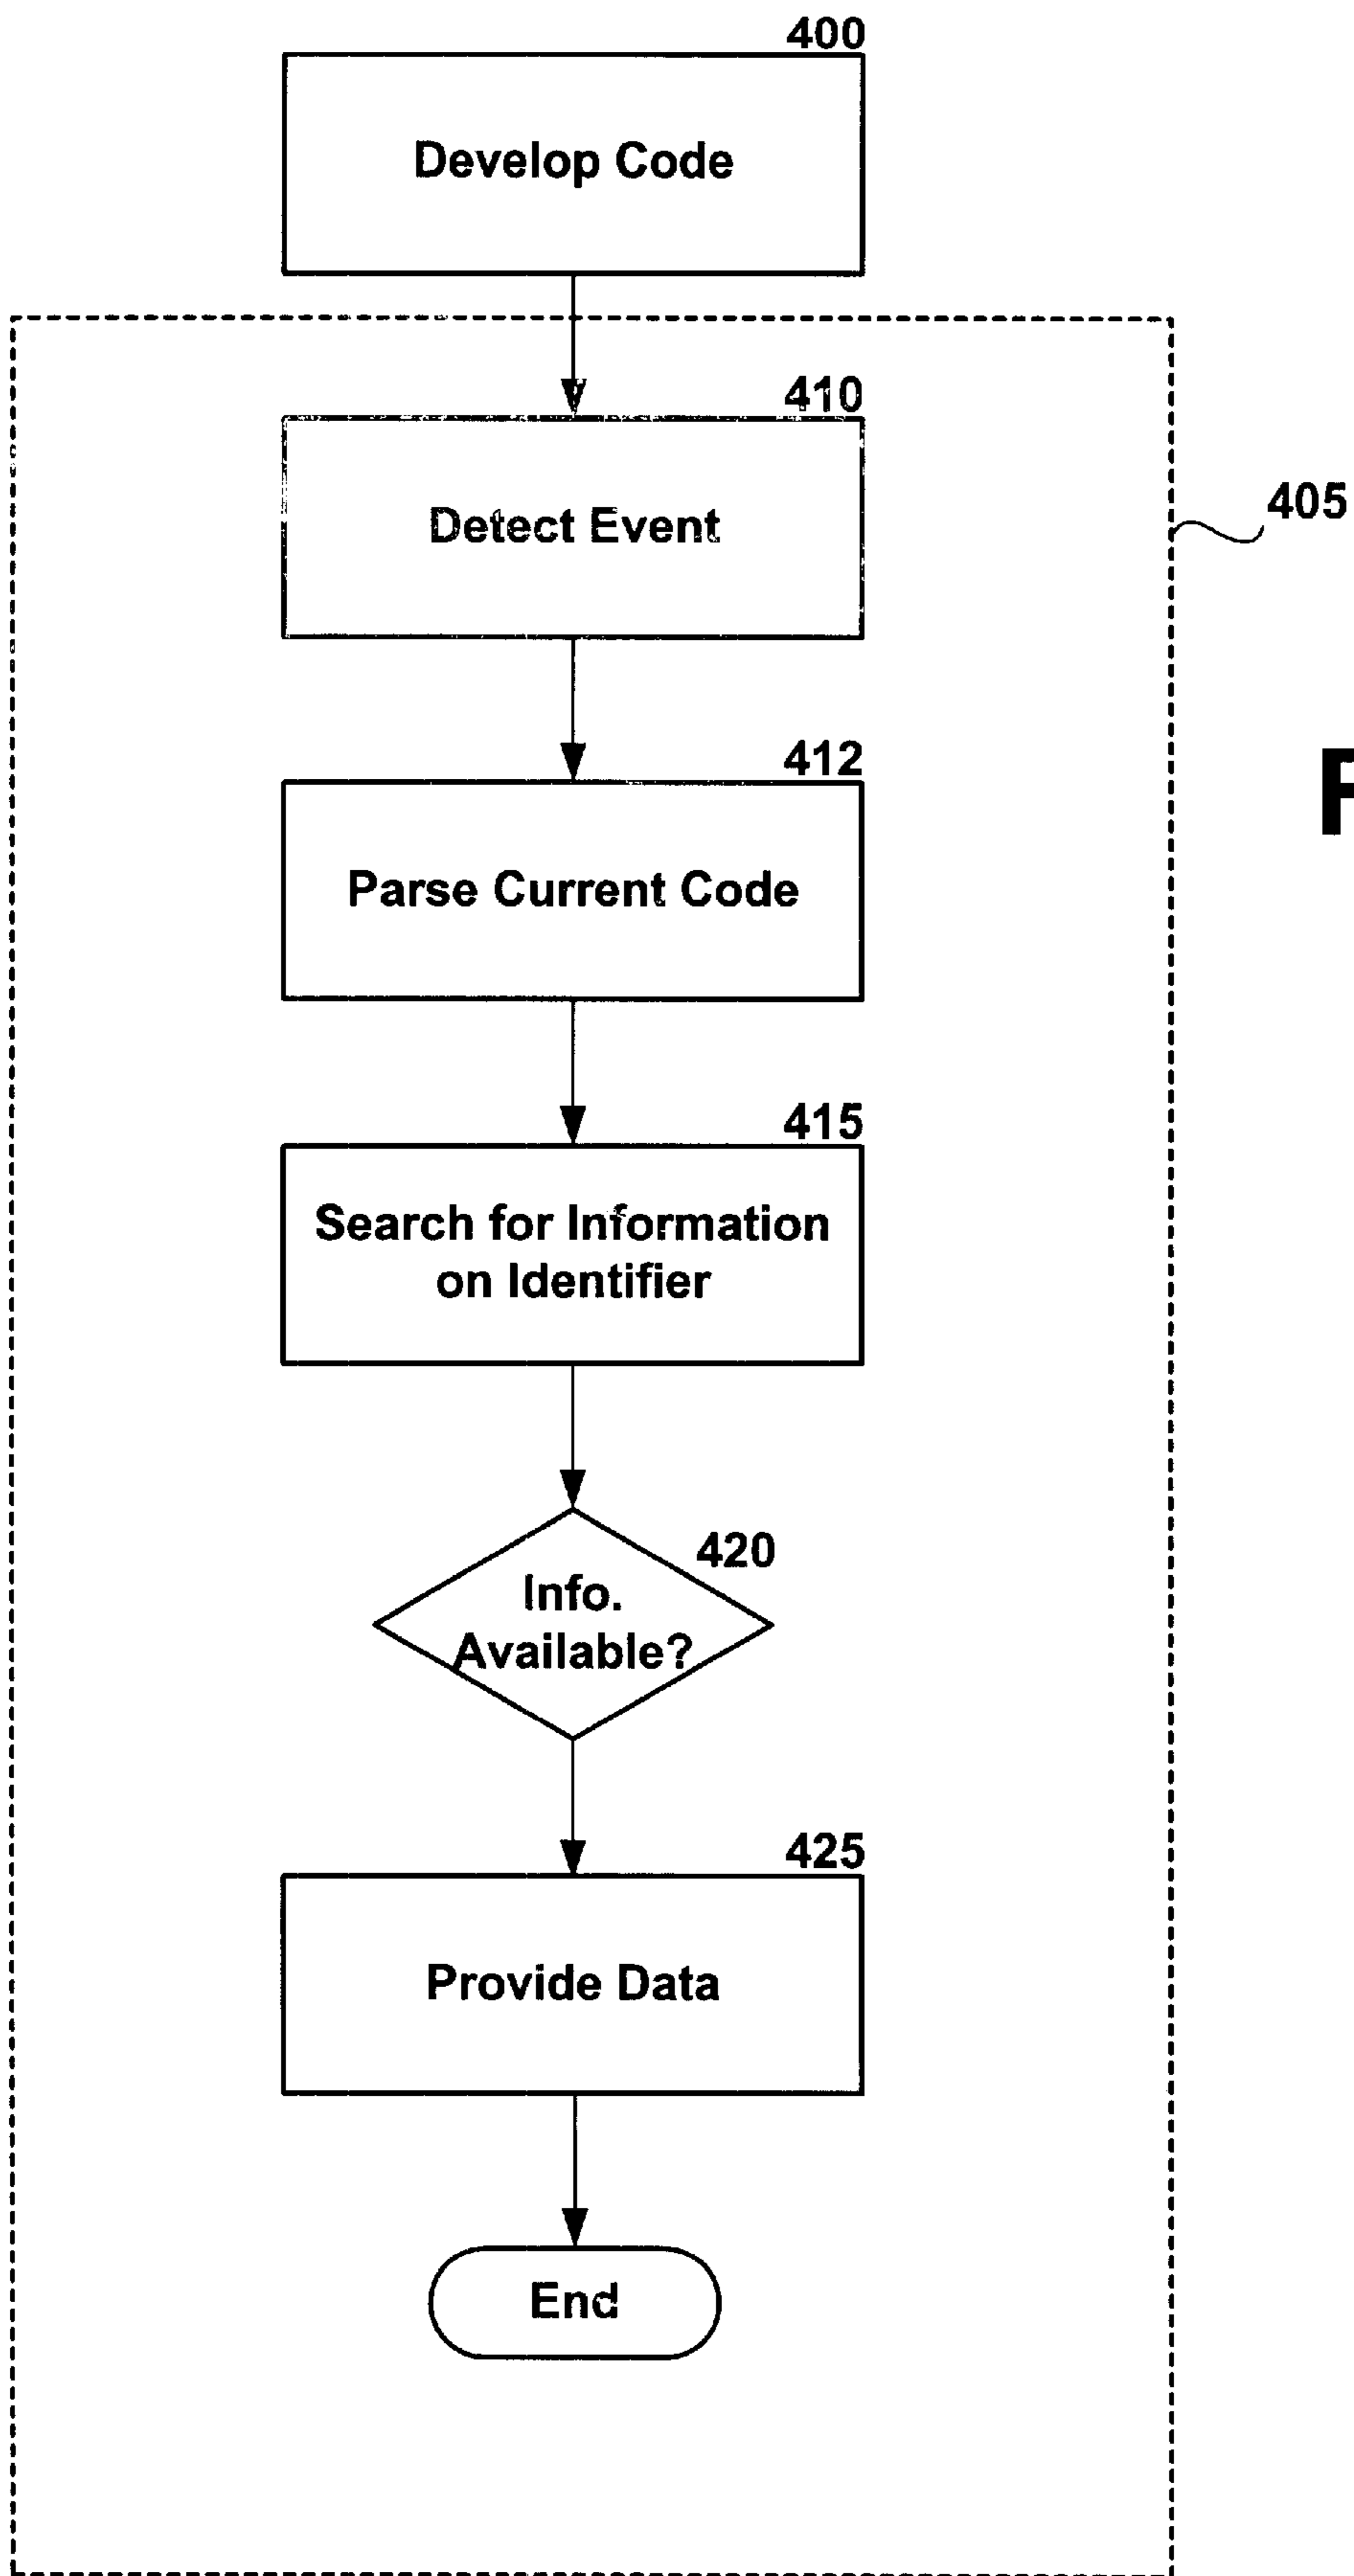 400
Develop Code
410
Detect Event
405
412
Parse Current Code
415
Search for Information
on Identifier
420
Info.
Available?
425
Provide Data
End